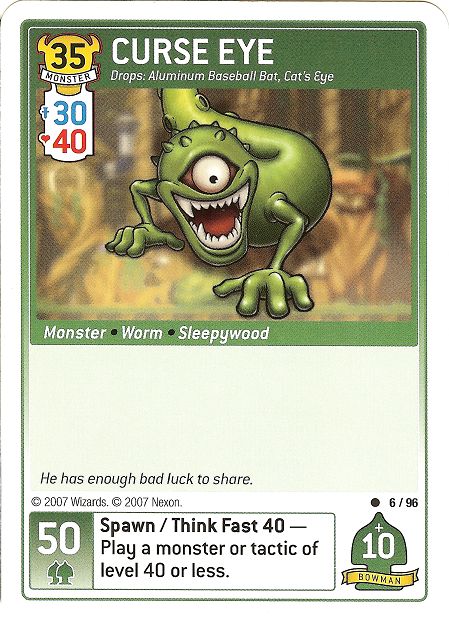 35
MONSTER
CURSE EYE
Drops: Aluminum Baseball Bat, Cat's Eye
30
40
Monster • Worm • Sleepywood
He has enough bad luck to share.
© 2007 Wizards. © 2007 Nexon.
● 6 / 96
50
Spawn / Think Fast 40 —
Play a monster or tactic of
level 40 or less.
+
10
BOWMAN